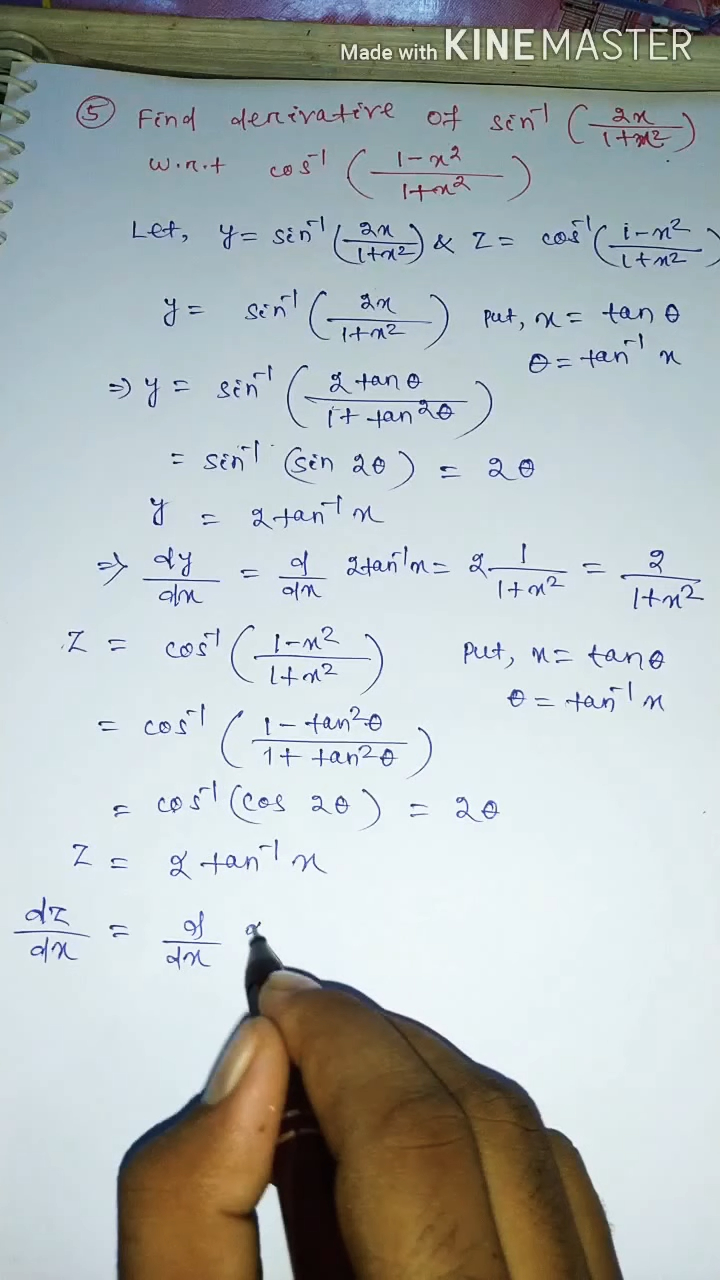 Made with KINEMASTER
⑤ Find derivative of sin⁻¹ (2x/(1+x²))
w.r.t cos⁻¹ ((1-x²)/(1+x²))
Let, y = sin⁻¹ (2x/(1+x²)) & Z = cos⁻¹ ((1-x²)/(1+x²))
y = sin⁻¹ (2x/(1+x²)) Put, x = tan θ
θ = tan⁻¹ x
⇒ y = sin⁻¹ (2 tan θ/(1 + tan²θ))
= sin⁻¹ (sin 2θ) = 2θ
y = 2 tan⁻¹ x
⇒ dy/dx = d/dx 2tan⁻¹x = 2 1/(1+x²) = 2/(1+x²)
Z = cos⁻¹ ((1-x²)/(1+x²)) Put, x = tanθ
θ = tan⁻¹ x
= cos⁻¹ ((1 - tan²θ)/(1 + tan²θ))
= cos⁻¹ (cos 2θ) = 2θ
Z = 2 tan⁻¹ x
dz/dx = d/dx